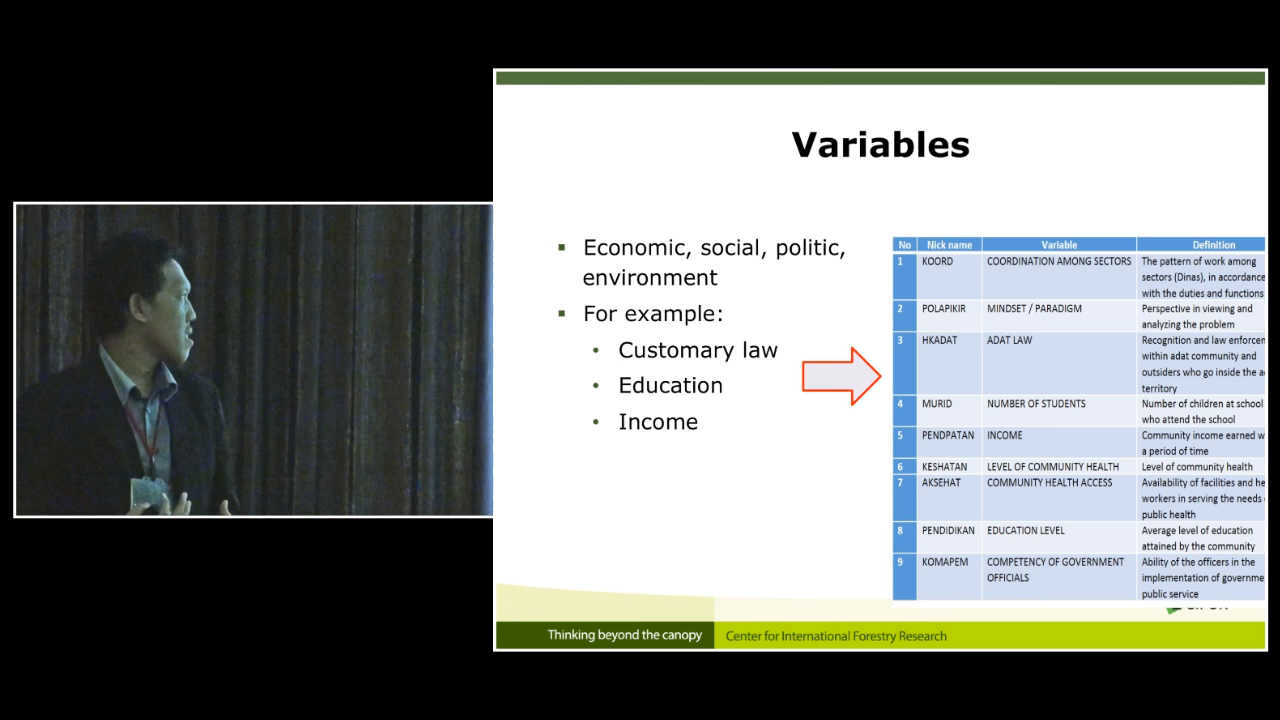 Variables
Economic, social, politic,
environment
For example:
Customary law
Education
Income
No Nick name Variable Definition
1 KOORD COORDINATION AMONG SECTORS The pattern of work among
sectors (Dinas), in accordance
with the duties and functions
2 POLAPIKIR MINDSET / PARADIGM Perspective in viewing and
analyzing the problem
3 HKADAT ADAT LAW Recognition and law enforcem
within adat community and
outsiders who go inside the a
territory
4 MURID NUMBER OF STUDENTS Number of children at school
who attend the school
5 PENDPATAN INCOME Community income earned w
a period of time
6 KESHATAN LEVEL OF COMMUNITY HEALTH Level of community health
7 AKSEHAT COMMUNITY HEALTH ACCESS Availability of facilities and he
workers in serving the needs
public health
8 PENDIDIKAN EDUCATION LEVEL Average level of education
attained by the community
9 KOMAPEM COMPETENCY OF GOVERNMENT Ability of the officers in the
OFFICIALS implementation of governme
public service
Thinking beyond the canopy Center for International Forestry Research